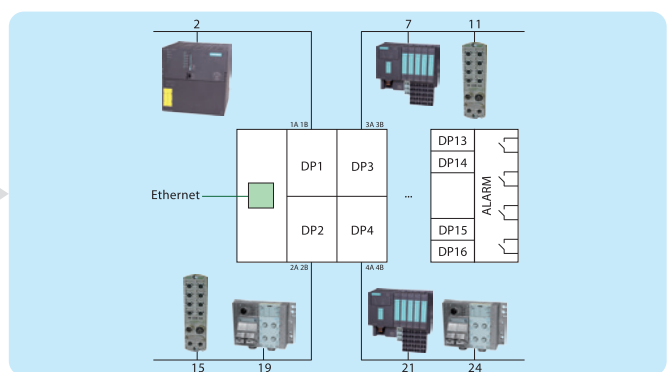 2
7
11
1A 1B
3A 3B
DP1
DP3
DP13
DP14
ALARM
Ethernet
...
DP2
DP4
DP15
DP16
2A 2B
4A 4B
15
19
21
24